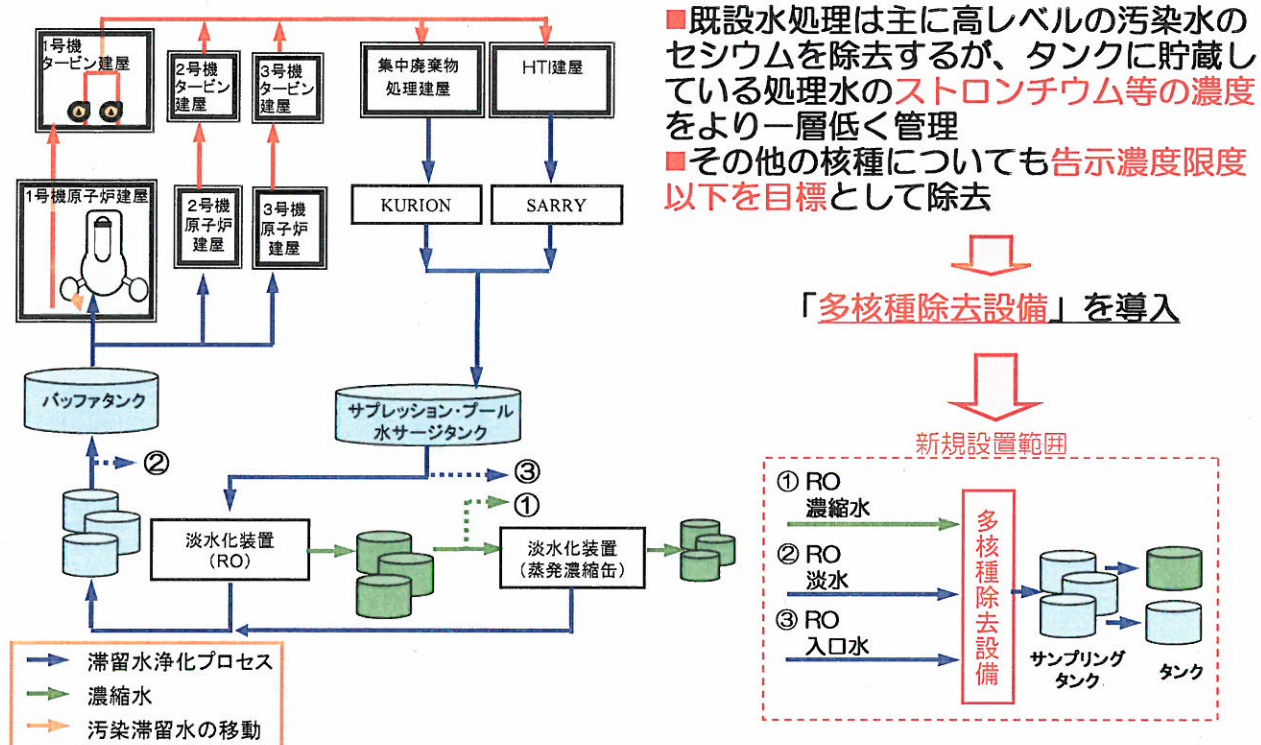 1号機
タービン建屋
2号機
タービン
建屋
3号機
タービン
建屋
集中廃棄物
処理建屋
HTI建屋
1号機原子炉建屋
2号機
原子炉
建屋
3号機
原子炉
建屋
KURION
SARRY
バッファタンク
サプレッション・プール
水サージタンク
②
③
①
淡水化装置
(RO)
淡水化装置
(蒸発濃縮缶)
滞留水浄化プロセス
濃縮水
汚染滞留水の移動
■既設水処理は主に高レベルの汚染水の
セシウムを除去するが、タンクに貯蔵し
ている処理水のストロンチウム等の濃度
をより一層低く管理
■その他の核種についても告示濃度限度
以下を目標として除去
「多核種除去設備」を導入
新規設置範囲
① RO
濃縮水
② RO
淡水
③ RO
入口水
多核種除去設備
サンプリング
タンク
タンク